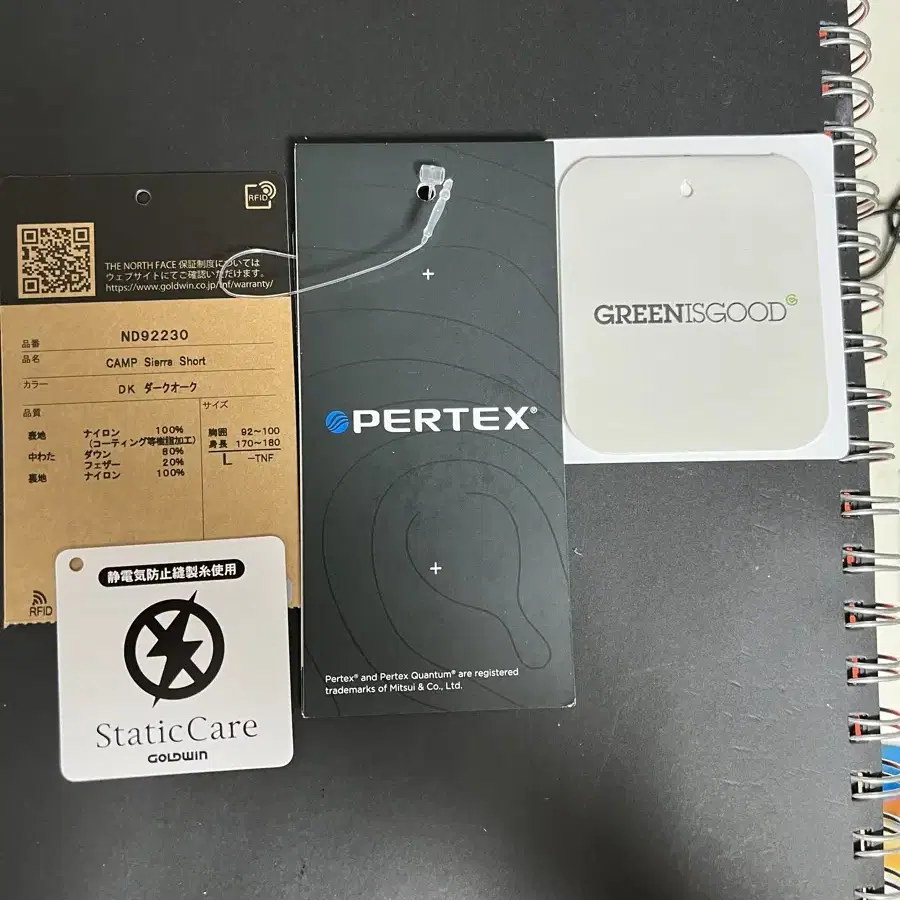 RFID
THE NORTH FACE 保証制度については
ウェブサイトにてご確認いただけます。
https://www.goldwin.co.jp/tnf/warranty/
品番 ND92230
品名 CAMP Sierra Short
カラー DK ダークオーク
品質 サイズ
表地 ナイロン 100%
(コーティング等樹脂加工)
中わた ダウン 80%
フェザー 20%
裏地 ナイロン 100%
胸囲 92～100
身長 170～180
L -TNF
RFID
静電気防止縫製糸使用
StaticCare
GOLDWIN
PERTEX®
Pertex® and Pertex Quantum® are registered
trademarks of Mitsui & Co., Ltd.
GREENISGOOD